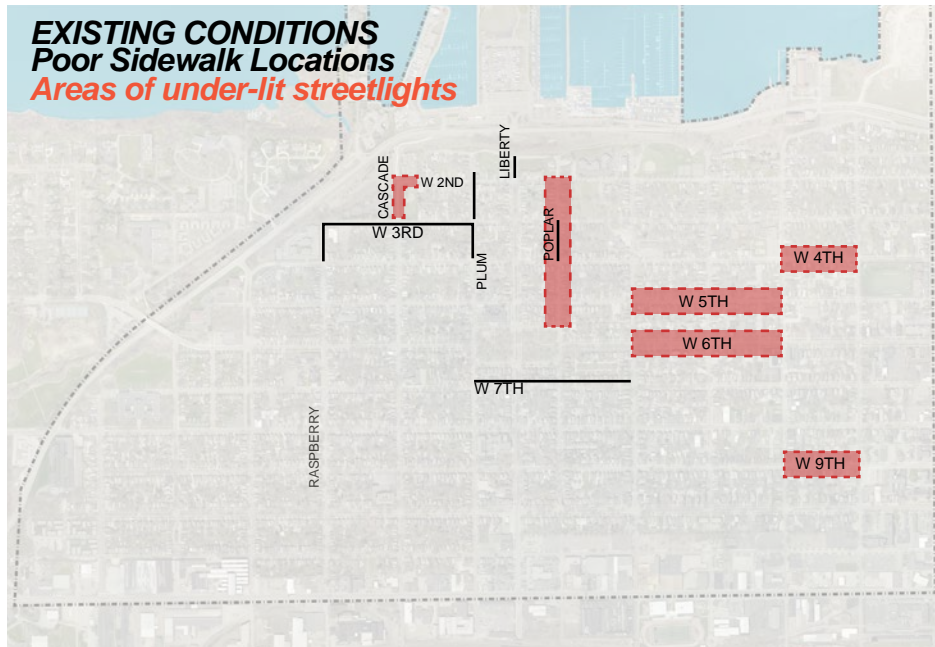 EXISTING CONDITIONS
Poor Sidewalk Locations
Areas of under-lit streetlights
LIBERTY
CASCADE
W 2ND
POPLAR
W 3RD
PLUM
W 4TH
W 5TH
W 6TH
W 7TH
RASPBERRY
W 9TH